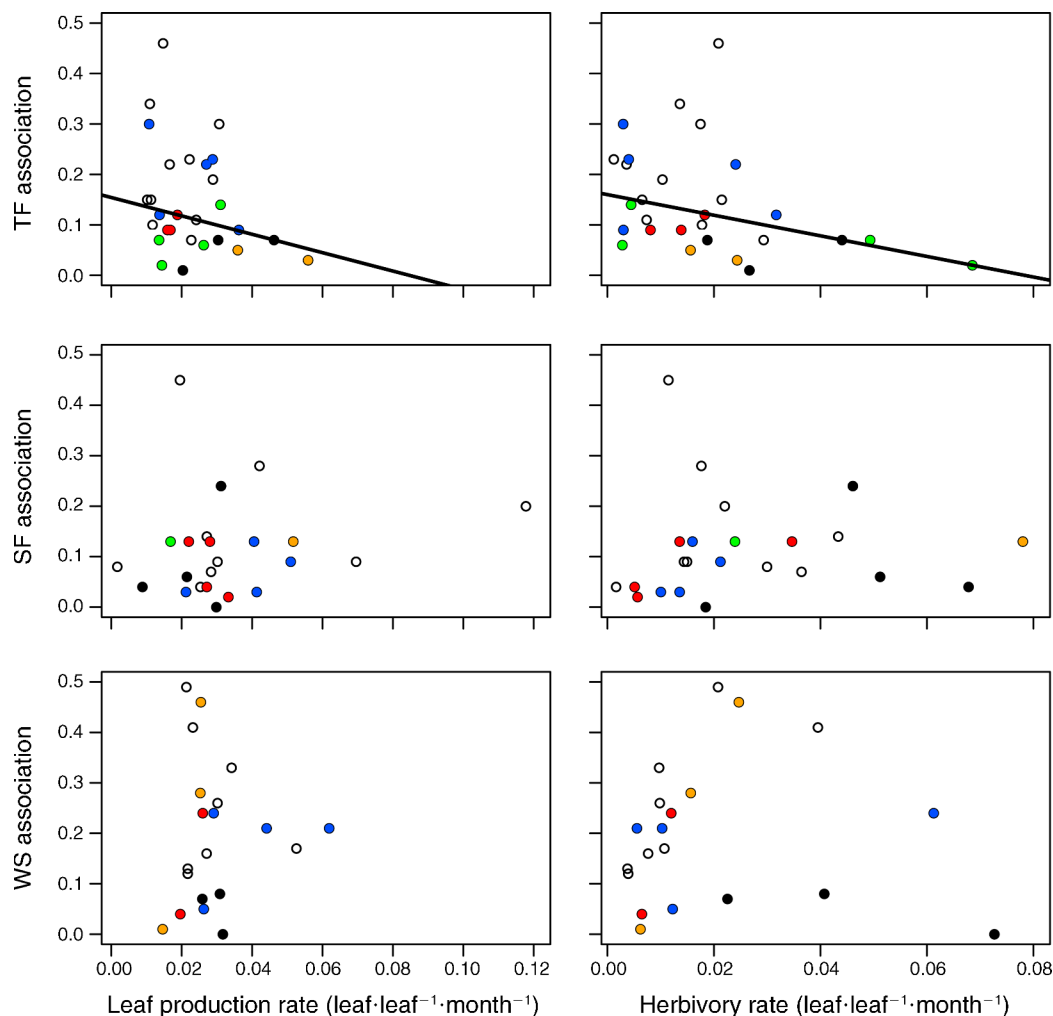 TF association
0.5
0.4
0.3
0.2
0.1
0.0
SF association
0.5
0.4
0.3
0.2
0.1
0.0
WS association
0.5
0.4
0.3
0.2
0.1
0.0
0.00 0.02 0.04 0.06 0.08 0.10 0.12
0.00 0.02 0.04 0.06 0.08
Leaf production rate (leaf·leaf⁻¹·month⁻¹)
Herbivory rate (leaf·leaf⁻¹·month⁻¹)